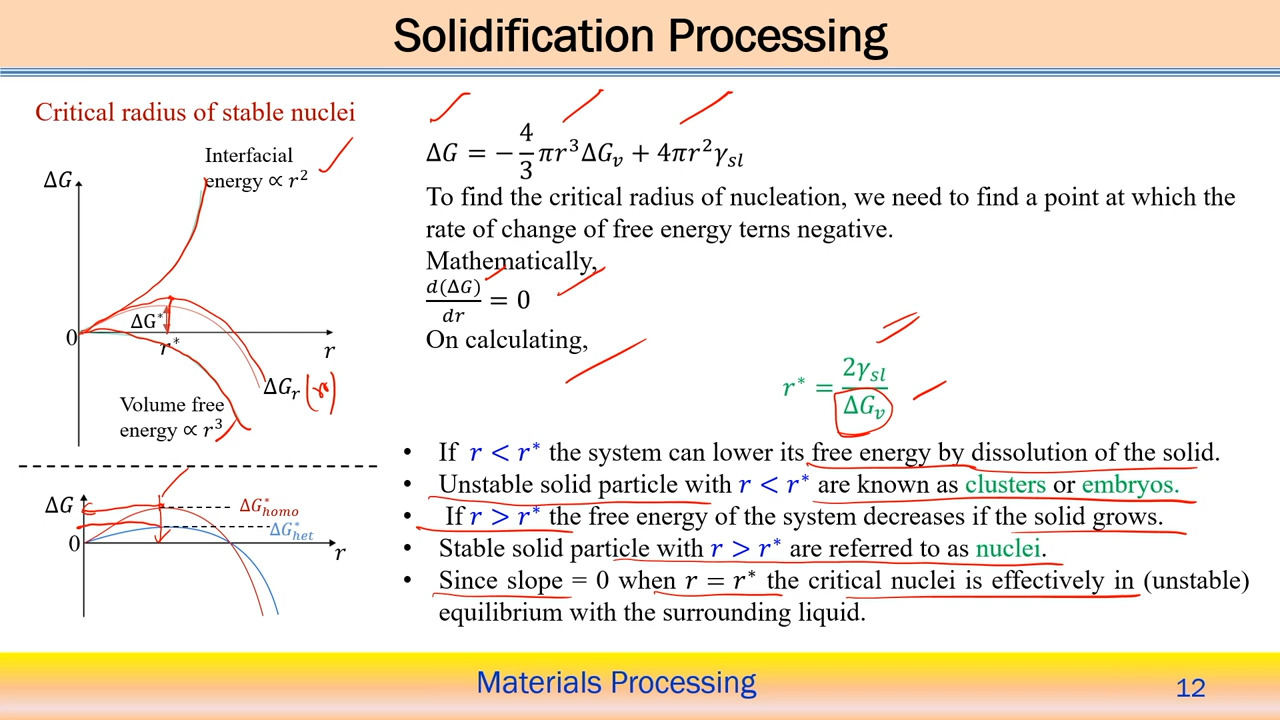 Solidification Processing
Critical radius of stable nuclei
Interfacial
energy ∝ r²
ΔG
0
ΔG*
r*
r
ΔGᵣ (r)
Volume free
energy ∝ r³
ΔG
0
ΔG*homo
ΔG*het
r
ΔG = −4/3 πr³ΔGᵥ + 4πr²γₛₗ
To find the critical radius of nucleation, we need to find a point at which the
rate of change of free energy terns negative.
Mathematically,
d(ΔG)/dr = 0
On calculating,
r* = 2γₛₗ/ΔGᵥ
• If r < r* the system can lower its free energy by dissolution of the solid.
• Unstable solid particle with r < r* are known as clusters or embryos.
• If r > r* the free energy of the system decreases if the solid grows.
• Stable solid particle with r > r* are referred to as nuclei.
• Since slope = 0 when r = r* the critical nuclei is effectively in (unstable)
equilibrium with the surrounding liquid.
Materials Processing
12